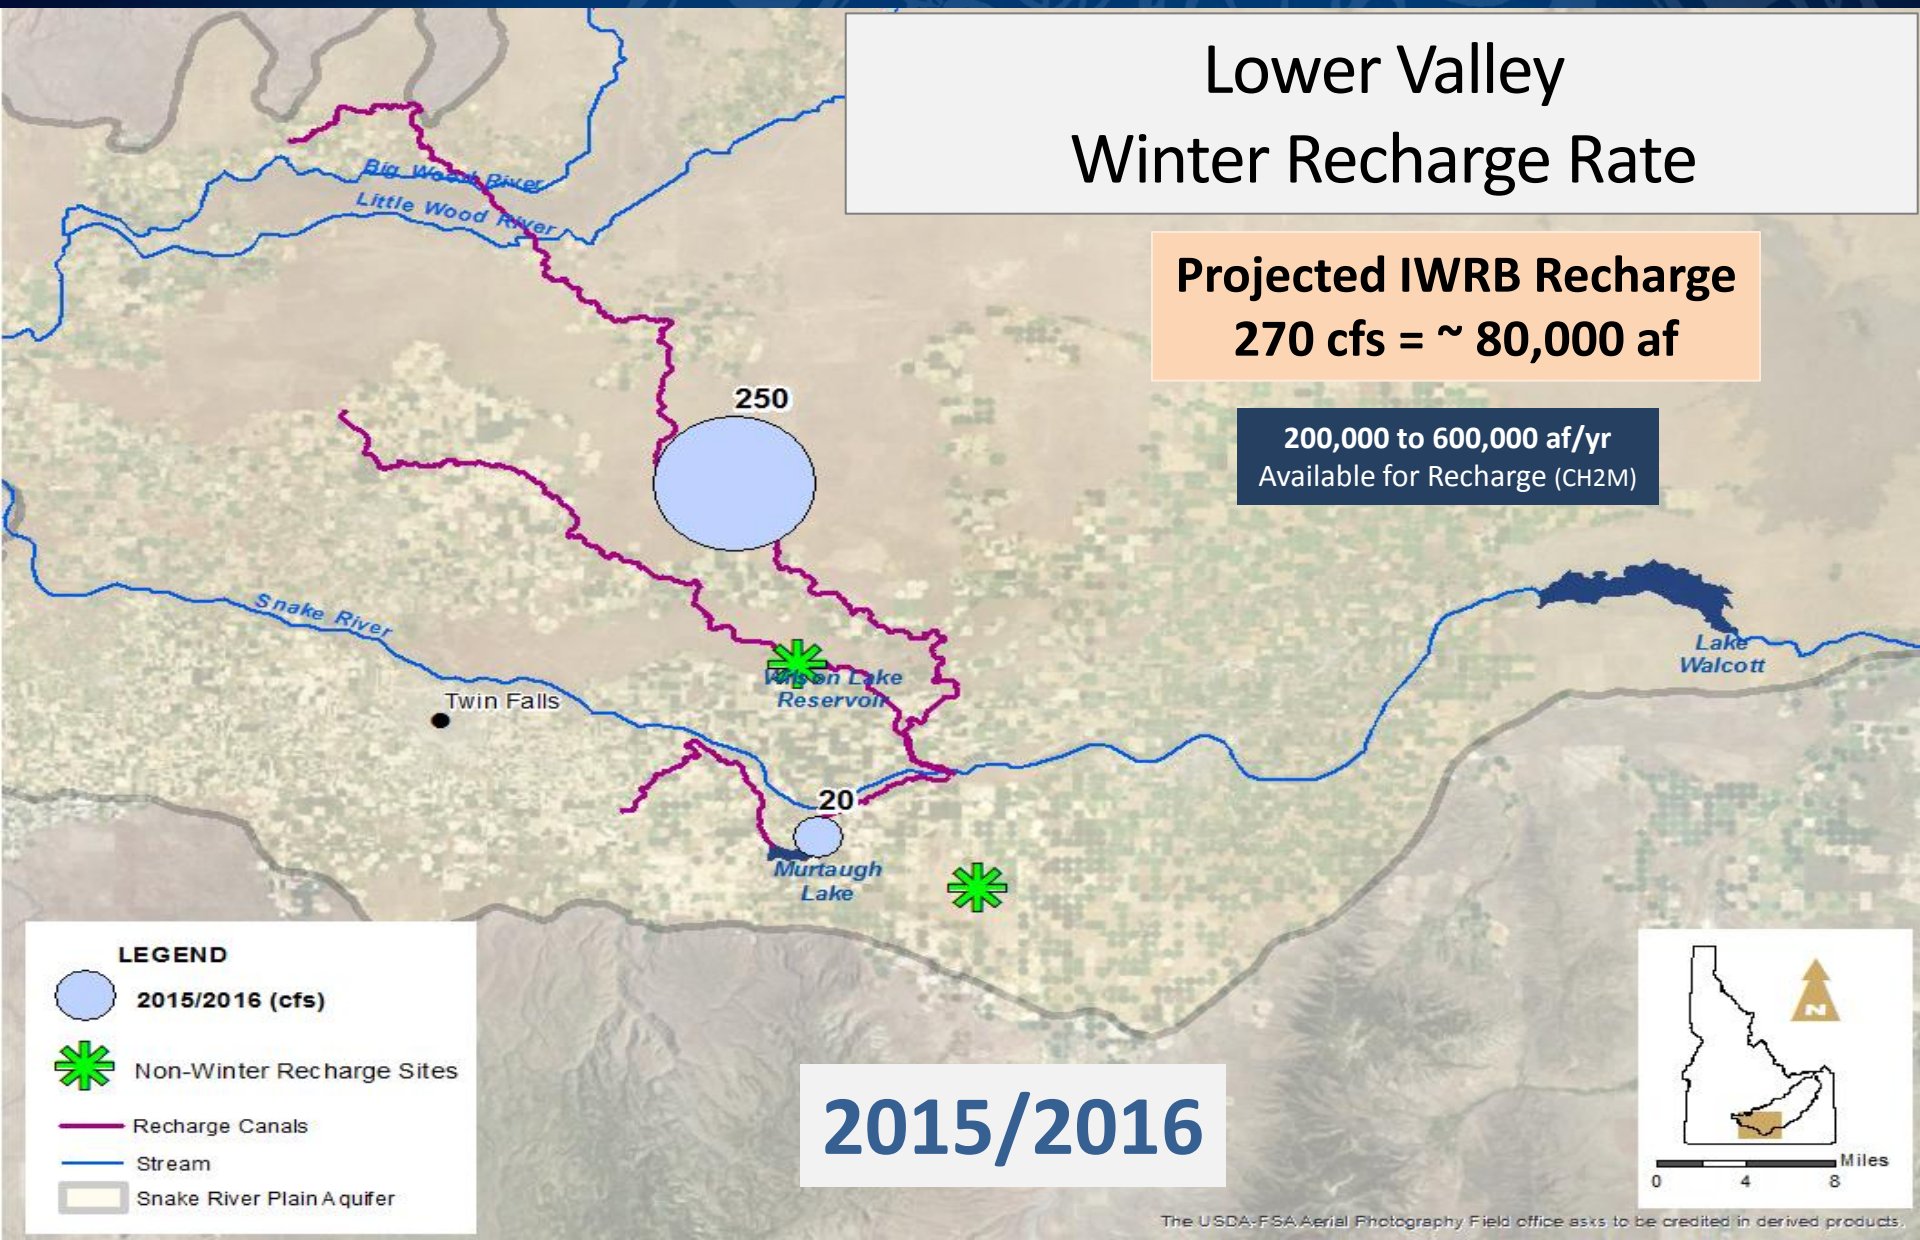 Lower Valley
Winter Recharge Rate
Projected IWRB Recharge
270 cfs = ~ 80,000 af
200,000 to 600,000 af/yr
Available for Recharge (CH2M)
Big Wood River
Little Wood River
250
Snake River
Lake
Walcott
Wilson Lake
Reservoir
Twin Falls
20
Murtaugh
Lake
LEGEND
2015/2016 (cfs)
Non-Winter Recharge Sites
Recharge Canals
Stream
Snake River Plain Aquifer
2015/2016
N
Miles
0 4 8
The USDA-FSA Aerial Photography Field office asks to be credited in derived products.